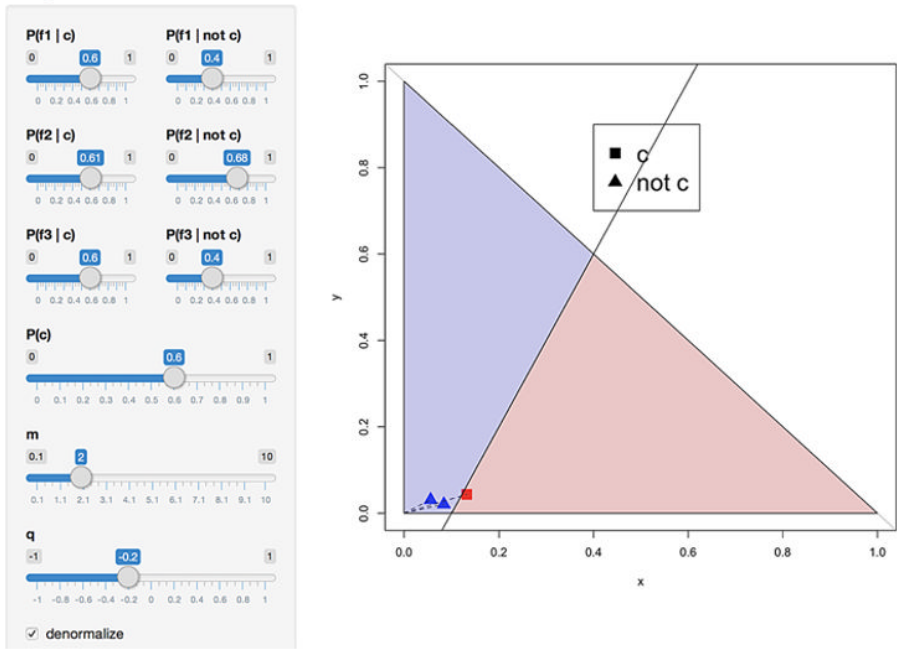 P(f1 | c) P(f1 | not c)
0 0.6 1 0 0.4 1
0 0.2 0.4 0.6 0.8 1 0 0.2 0.4 0.6 0.8 1
P(f2 | c) P(f2 | not c)
0 0.61 1 0 0.68 1
0 0.2 0.4 0.6 0.8 1 0 0.2 0.4 0.6 0.8 1
P(f3 | c) P(f3 | not c)
0 0.6 1 0 0.4 1
0 0.2 0.4 0.6 0.8 1 0 0.2 0.4 0.6 0.8 1
P(c)
0 0.6 1
0 0.1 0.2 0.3 0.4 0.5 0.6 0.7 0.8 0.9 1
m
0.1 2 10
0.1 1.1 2.1 3.1 4.1 5.1 6.1 7.1 8.1 9.1 10
q
-1 -0.2 1
-1 -0.8 -0.6 -0.4 -0.2 0 0.2 0.4 0.6 0.8 1
denormalize
c
not c
y
1.0
0.8
0.6
0.4
0.2
0.0
0.0 0.2 0.4 0.6 0.8 1.0
x